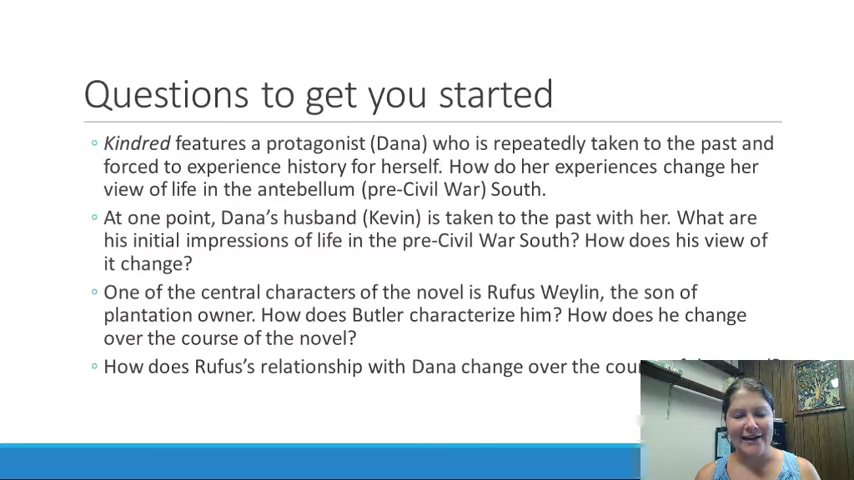 Questions to get you started
Kindred features a protagonist (Dana) who is repeatedly taken to the past and
forced to experience history for herself. How do her experiences change her
view of life in the antebellum (pre-Civil War) South.
At one point, Dana's husband (Kevin) is taken to the past with her. What are
his initial impressions of life in the pre-Civil War South? How does his view of
it change?
One of the central characters of the novel is Rufus Weylin, the son of
plantation owner. How does Butler characterize him? How does he change
over the course of the novel?
How does Rufus's relationship with Dana change over the